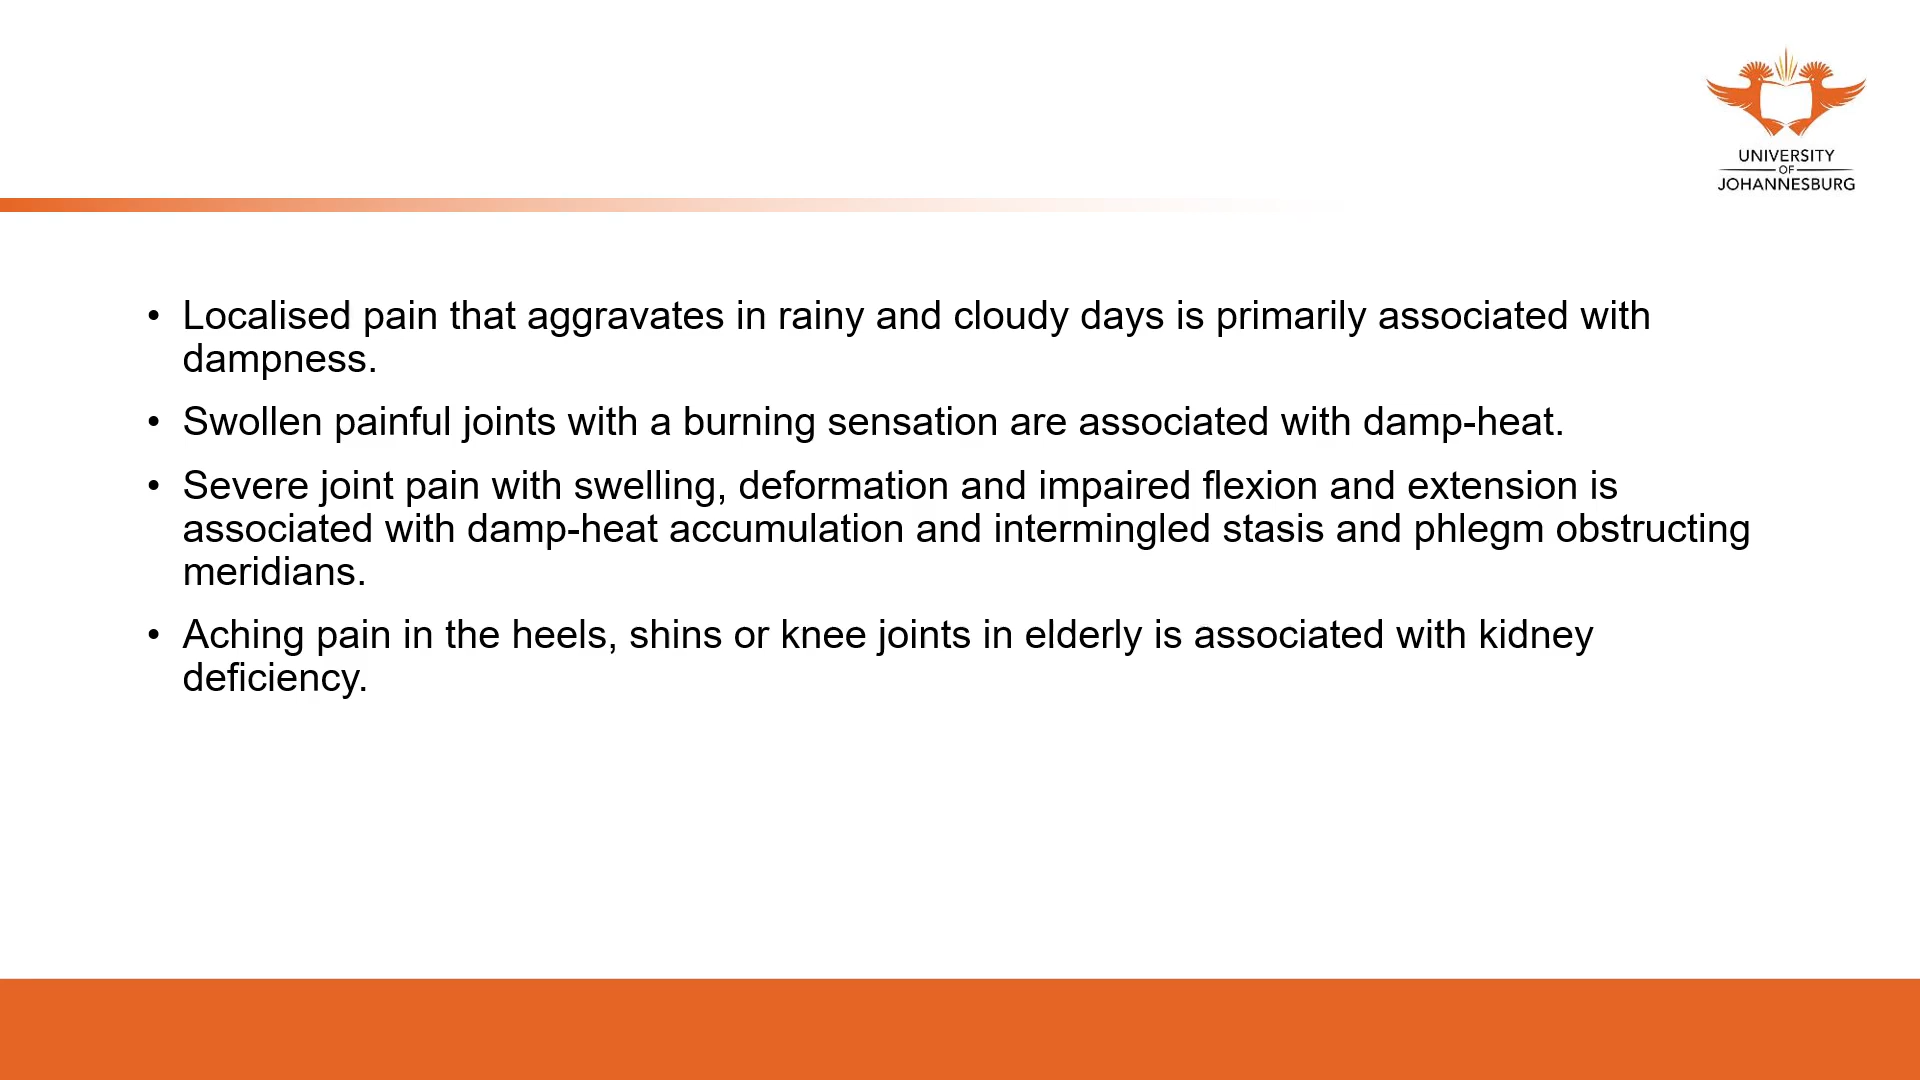 UNIVERSITY
OF
JOHANNESBURG
• Localised pain that aggravates in rainy and cloudy days is primarily associated with
dampness.
• Swollen painful joints with a burning sensation are associated with damp-heat.
• Severe joint pain with swelling, deformation and impaired flexion and extension is
associated with damp-heat accumulation and intermingled stasis and phlegm obstructing
meridians.
• Aching pain in the heels, shins or knee joints in elderly is associated with kidney
deficiency.